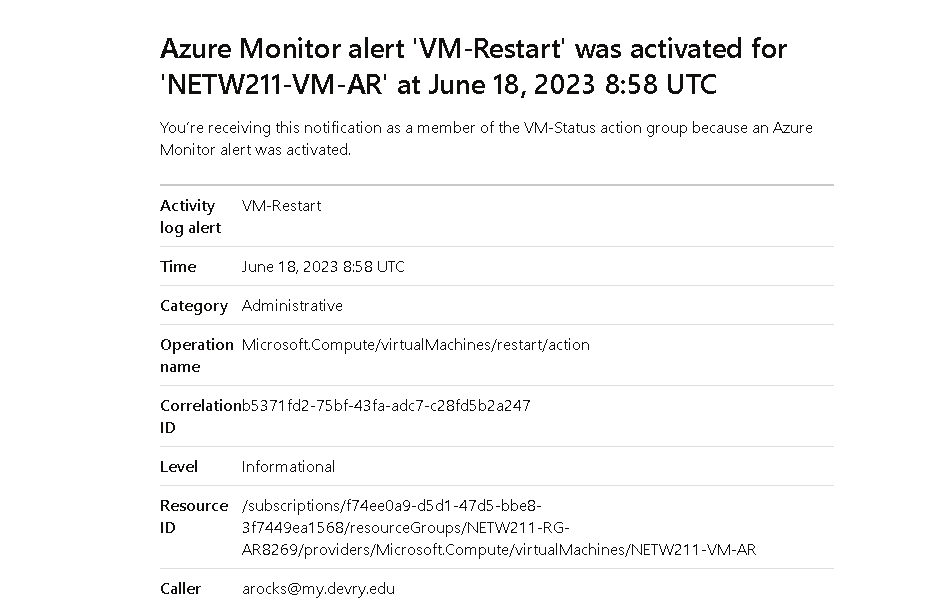 Azure Monitor alert 'VM-Restart' was activated for
'NETW211-VM-AR' at June 18, 2023 8:58 UTC
You're receiving this notification as a member of the VM-Status action group because an Azure
Monitor alert was activated.
Activity VM-Restart
log alert
Time June 18, 2023 8:58 UTC
Category Administrative
Operation Microsoft.Compute/virtualMachines/restart/action
name
Correlation b5371fd2-75bf-43fa-adc7-c28fd5b2a247
ID
Level Informational
Resource /subscriptions/f74ee0a9-d5d1-47d5-bbe8-
ID 3f7449ea1568/resourceGroups/NETW211-RG-
AR8269/providers/Microsoft.Compute/virtualMachines/NETW211-VM-AR
Caller arocks@my.devry.edu